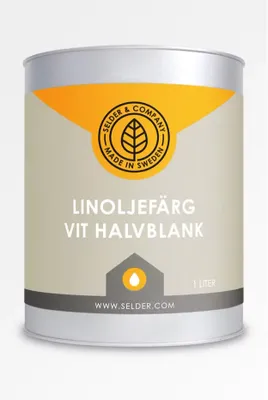 SELDER & COMPANY
MADE IN SWEDEN
LINOLJEFÄRG
VIT HALVBLANK
1 LITER
WWW.SELDER.COM